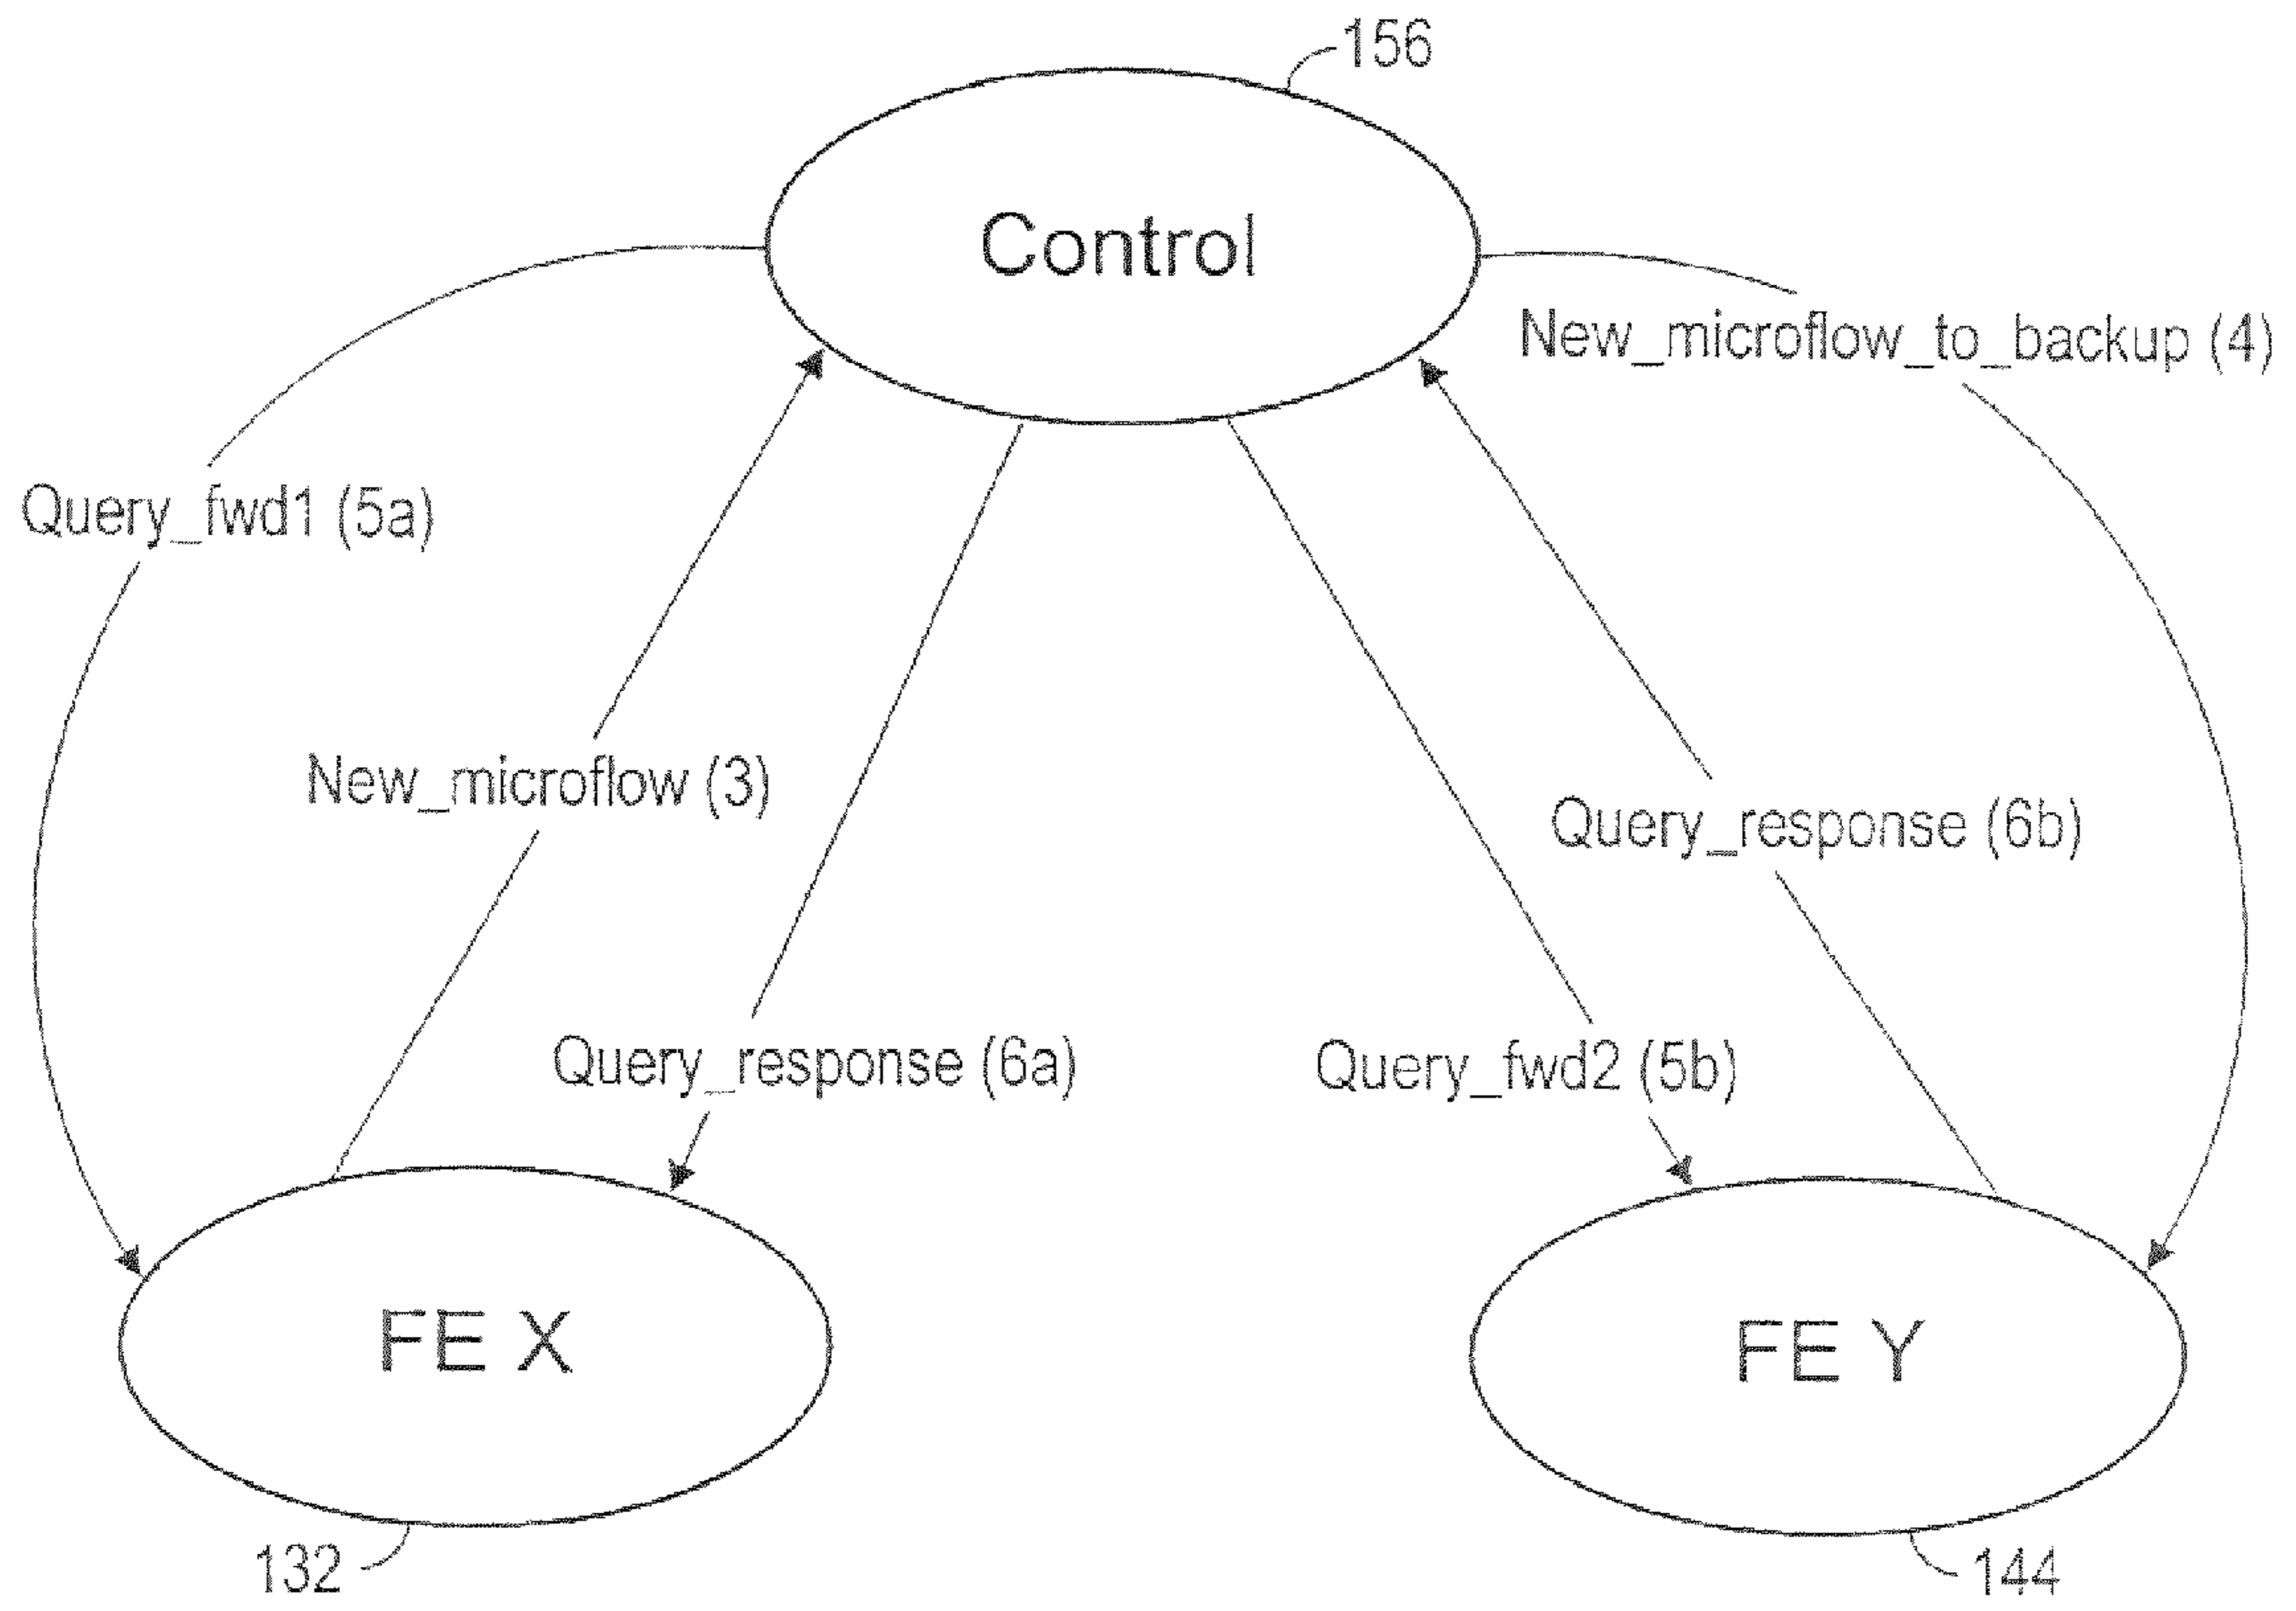 156
Control
New_microflow_to_backup (4)
Query_fwd1 (5a)
New_microflow (3)
Query_response (6b)
Query_response (6a)
Query_fwd2 (5b)
FE X
FE Y
132
144